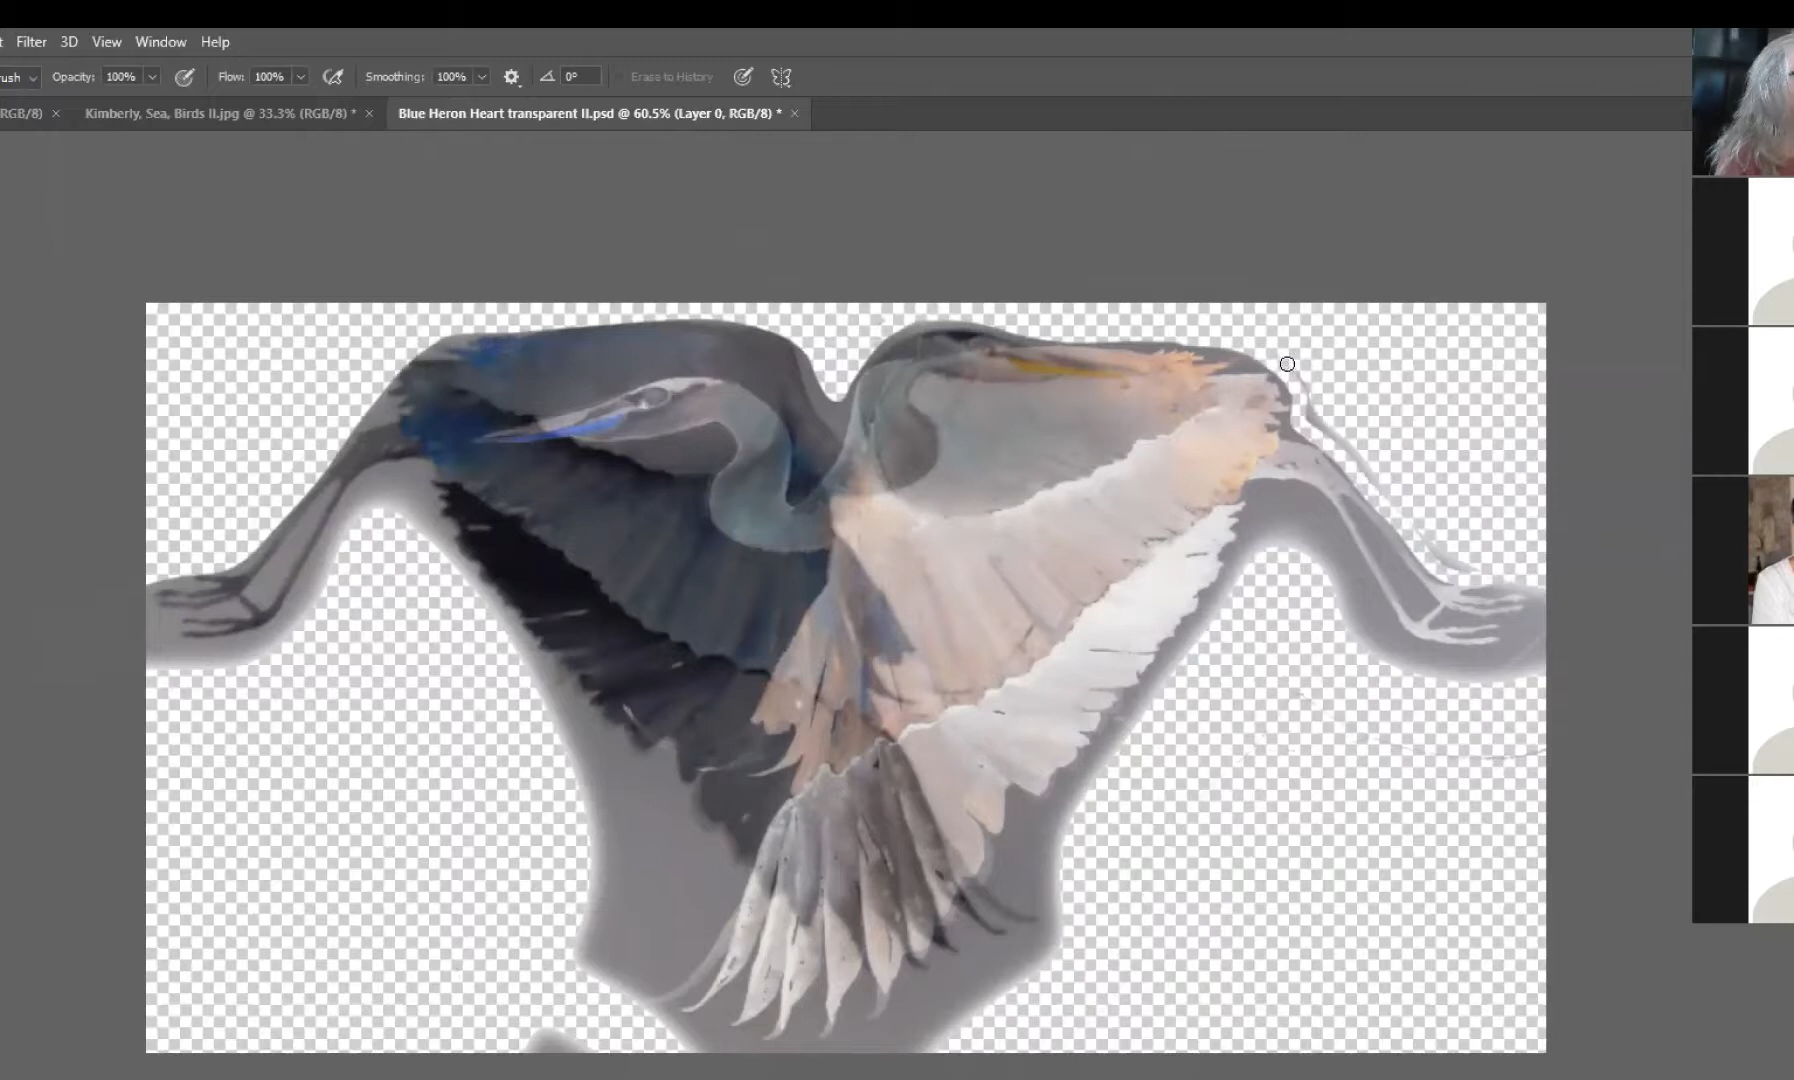 Filter 3D View Window Help
Opacity: 100% Flow: 100% Smoothing: 100% 0° Erase to History
RGB/8) × Kimberly, Sea, Birds II.jpg @ 33.3% (RGB/8) * × Blue Heron Heart transparent II.psd @ 60.5% (Layer 0, RGB/8) * ×